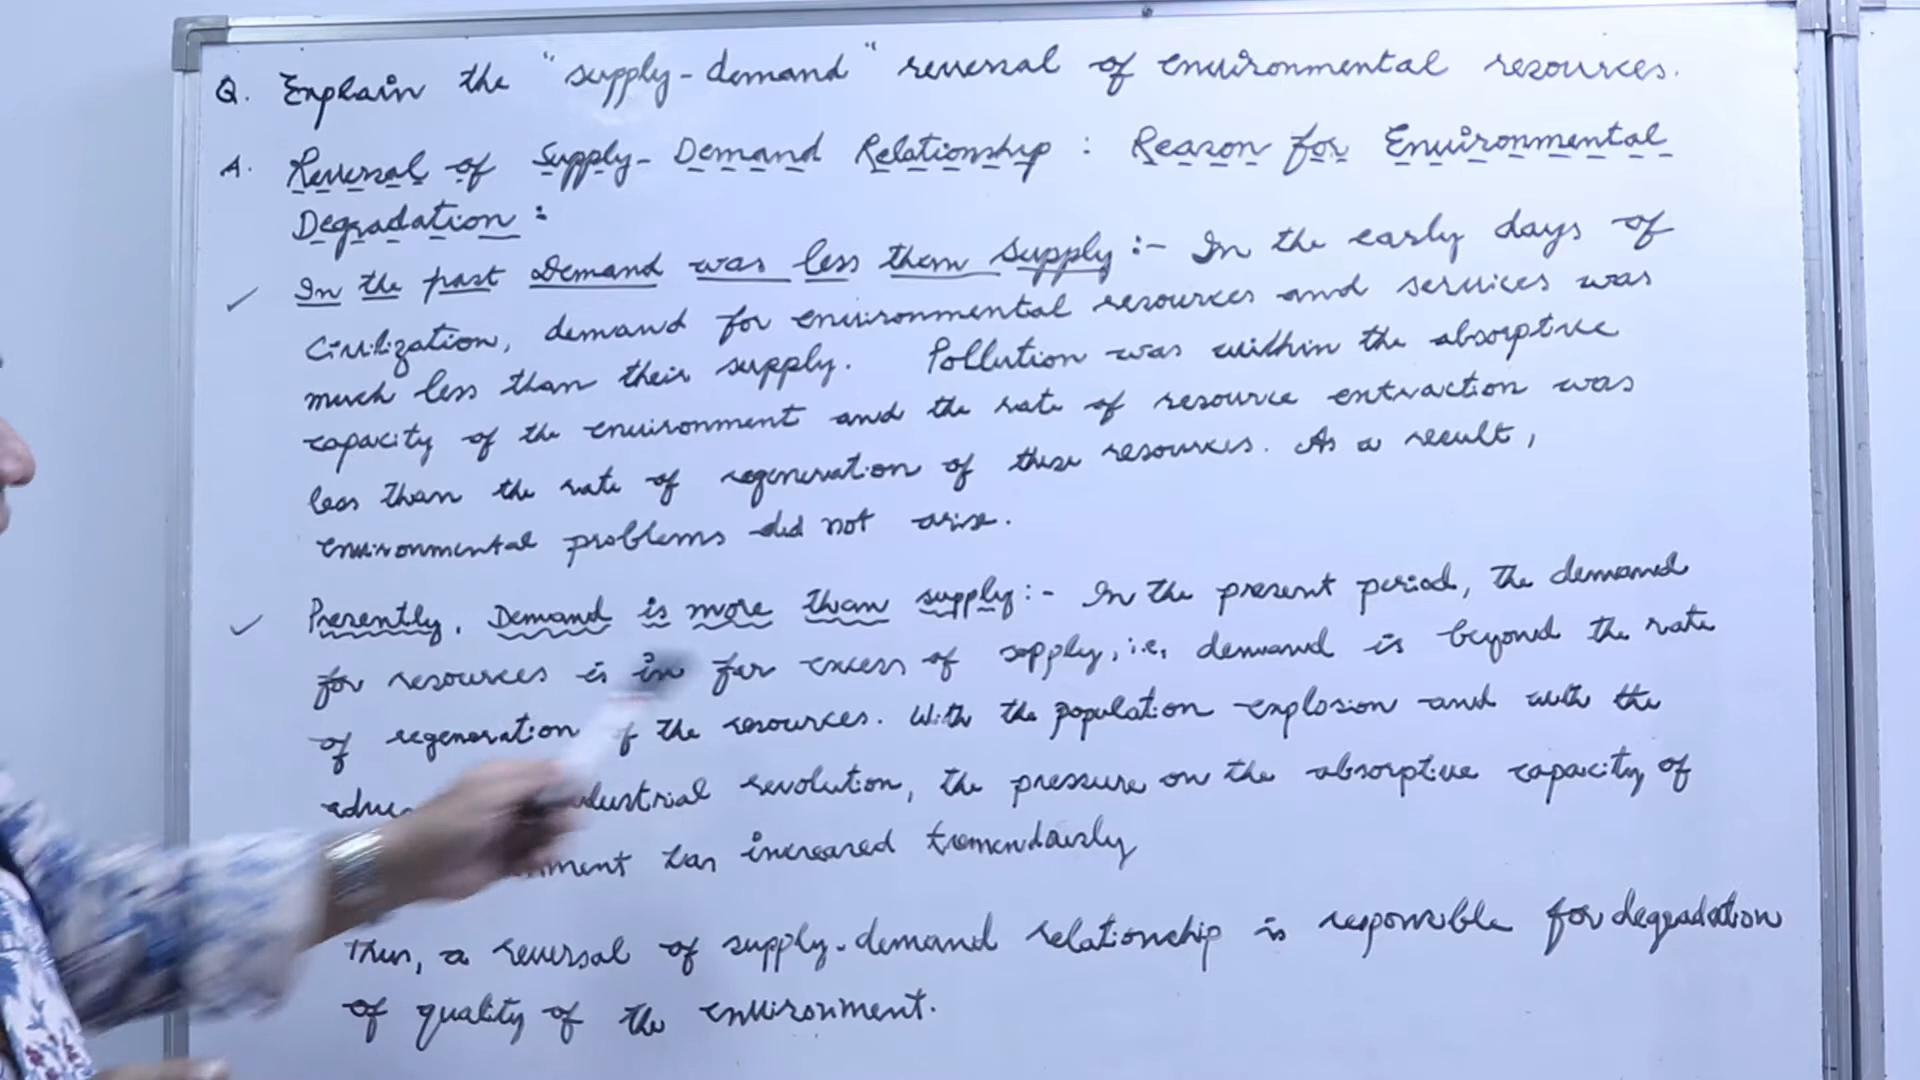 Q. Explain the "supply-demand" reversal of environmental resources.
A. Reversal of Supply-Demand Relationship : Reason for Environmental
Degradation :
✓ In the past Demand was less than Supply :- In the early days of
Civilization, demand for environmental resources and services was
much less than their supply. Pollution was within the absorptive
capacity of the environment and the rate of resource extraction was
less than the rate of regeneration of these resources. As a result,
environmental problems did not arise.
✓ Presently, Demand is more than supply :- In the present period, the demand
for resources is in far excess of supply, i.e, demand is beyond the rate
of regeneration of the resources. With the population explosion and with the
industrial revolution, the pressure on the absorptive capacity of
has increased tremendously
Thus, a reversal of supply-demand relationship is responsible for degradation
of quality of the environment.